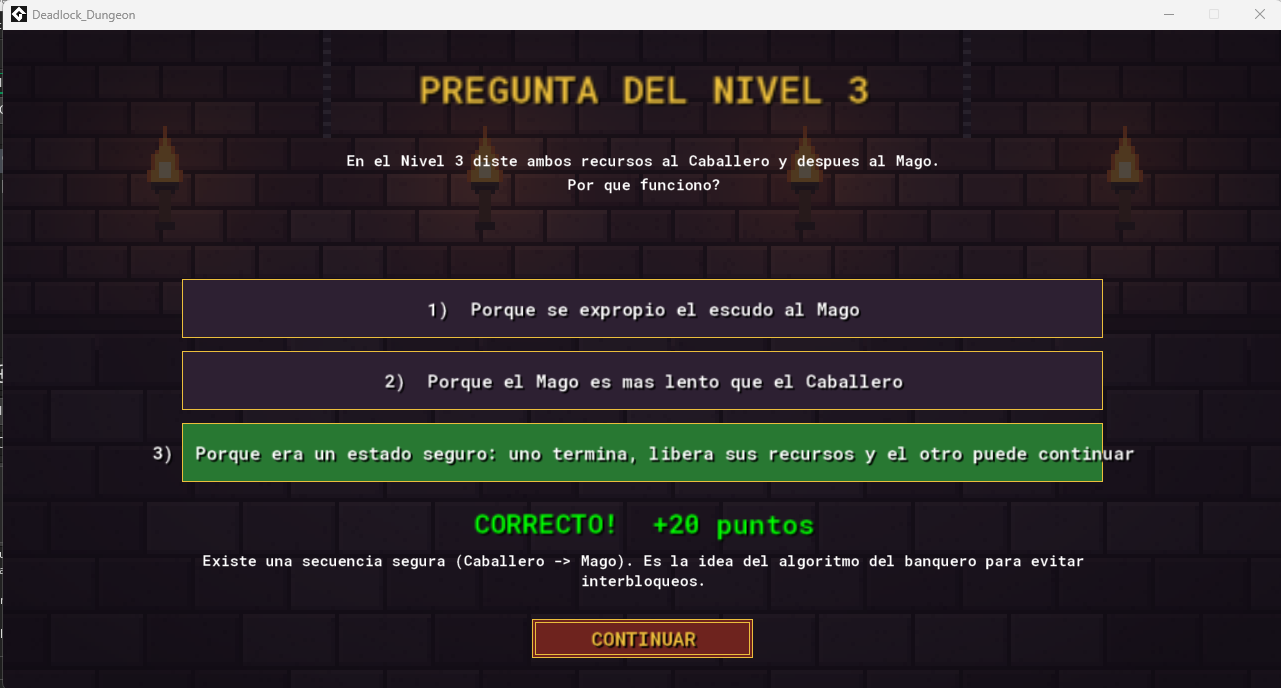 Deadlock_Dungeon
PREGUNTA DEL NIVEL 3
En el Nivel 3 diste ambos recursos al Caballero y despues al Mago.
Por que funciono?
1) Porque se expropio el escudo al Mago
2) Porque el Mago es mas lento que el Caballero
3) Porque era un estado seguro: uno termina, libera sus recursos y el otro puede continuar
CORRECTO! +20 puntos
Existe una secuencia segura (Caballero -> Mago). Es la idea del algoritmo del banquero para evitar
interbloqueos.
CONTINUAR